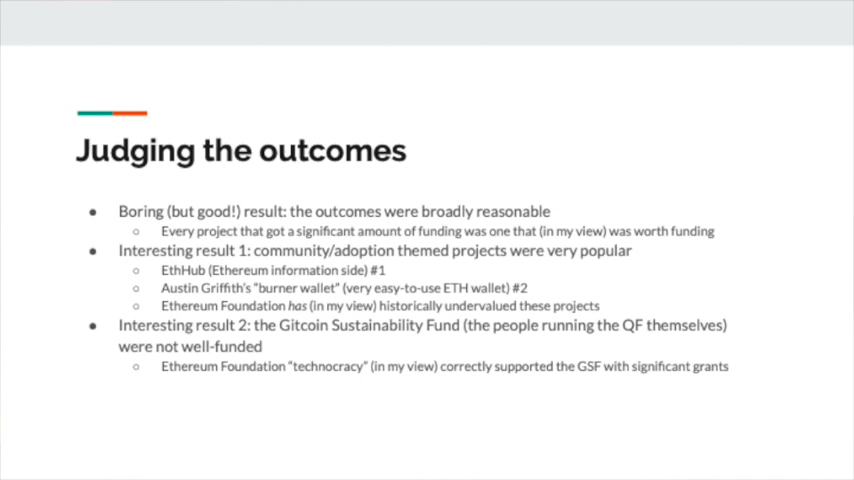 Judging the outcomes
● Boring (but good!) result: the outcomes were broadly reasonable
○ Every project that got a significant amount of funding was one that (in my view) was worth funding
● Interesting result 1: community/adoption themed projects were very popular
○ EthHub (Ethereum information side) #1
○ Austin Griffith's “burner wallet” (very easy-to-use ETH wallet) #2
○ Ethereum Foundation has (in my view) historically undervalued these projects
● Interesting result 2: the Gitcoin Sustainability Fund (the people running the QF themselves)
were not well-funded
○ Ethereum Foundation “technocracy” (in my view) correctly supported the GSF with significant grants